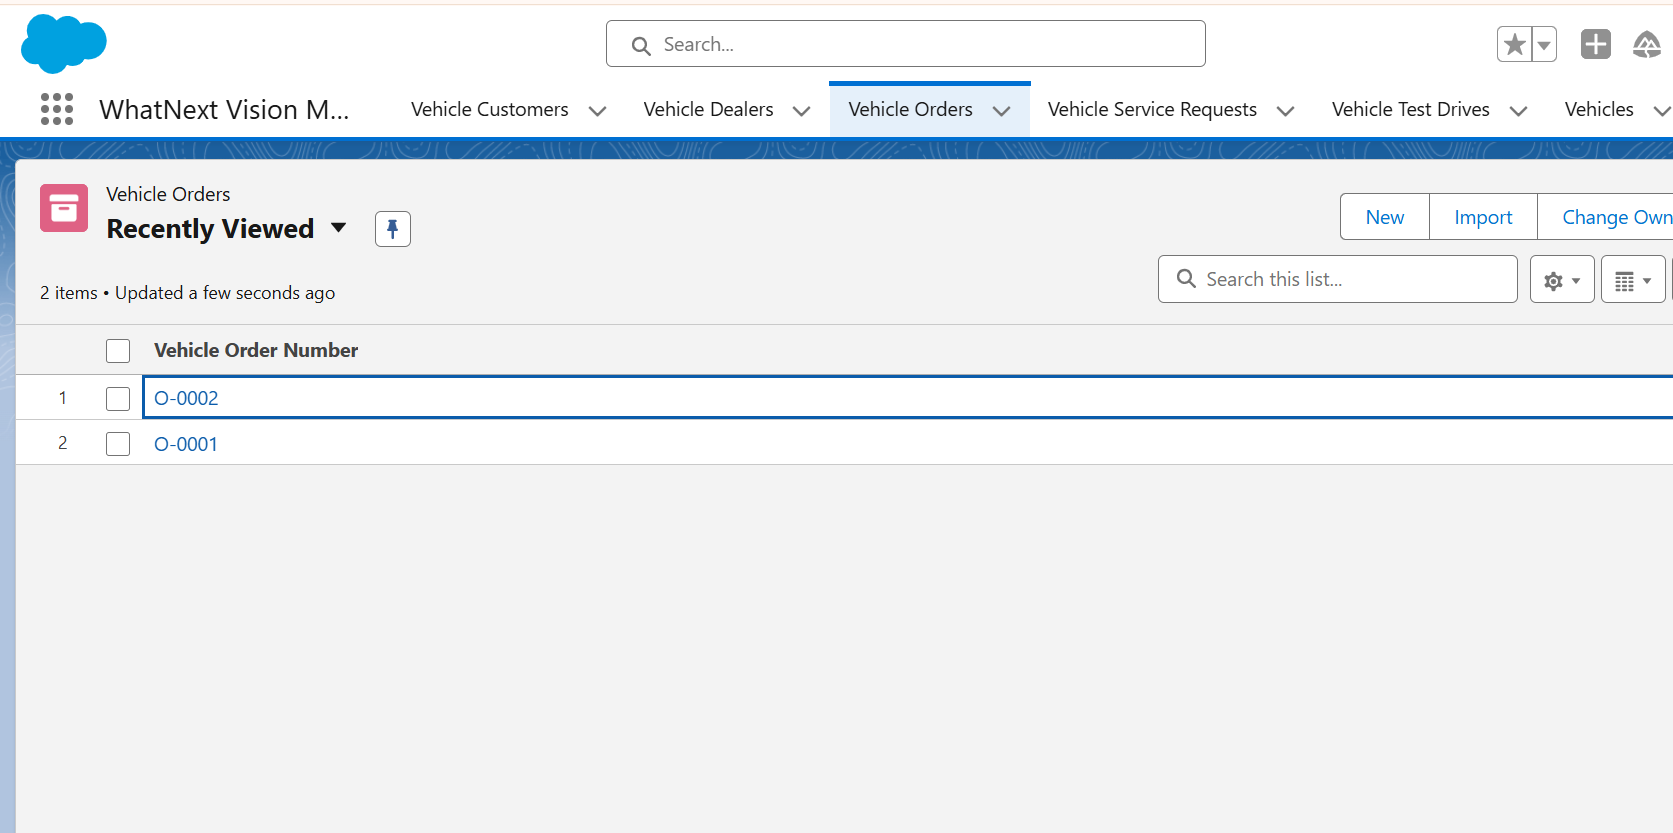 Search...
WhatNext Vision M...
Vehicle Customers
Vehicle Dealers
Vehicle Orders
Vehicle Service Requests
Vehicle Test Drives
Vehicles
Vehicle Orders
Recently Viewed
New
Import
Change Own
2 items • Updated a few seconds ago
Search this list...
Vehicle Order Number
1
O-0002
2
O-0001